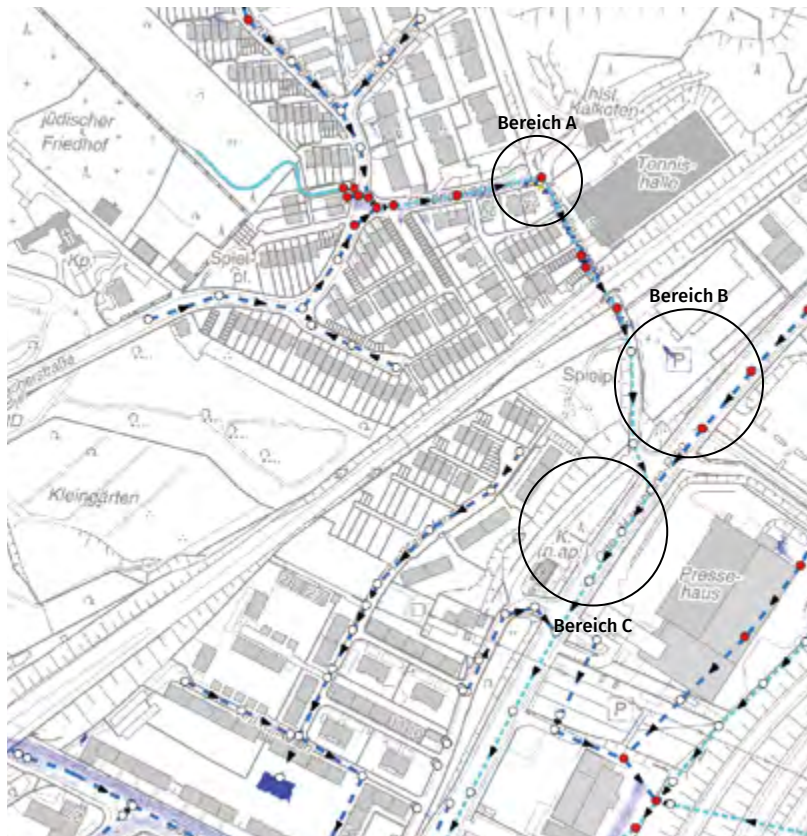 jüdischer
Friedhof
hist.
Kalkofen
Bereich A
Tennis-
halle
Kp.
Spiel-
pl.
Bereich B
P
Spielp
Kleingärten
K.
(n.ap.)
Presse-
haus
Bereich C
P